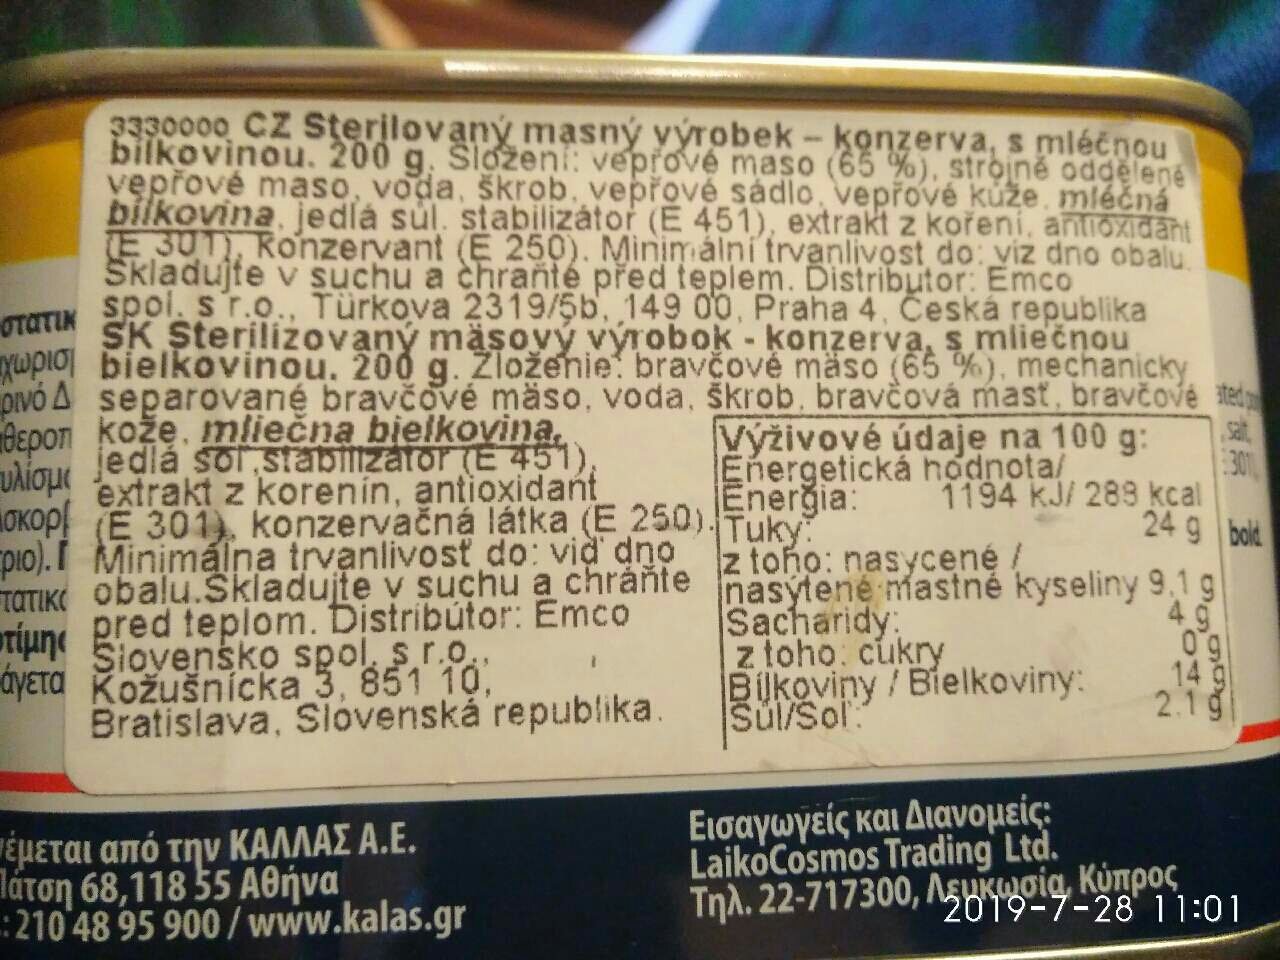 3330000 CZ Sterilovaný masný výrobek – konzerva, s mléčnou
bílkovinou. 200 g. Složení: vepřové maso (65 %), strojně oddělené
vepřové maso, voda, škrob, vepřové sádlo, vepřové kůže, mléčná
bílkovina, jedlá sůl, stabilizátor (E 451), extrakt z koření, antioxidant
(E 301), konzervant (E 250). Minimální trvanlivost do: viz dno obalu.
Skladujte v suchu a chraňte před teplem. Distributor: Emco
spol. s r.o., Türkova 2319/5b, 149 00, Praha 4, Česká republika
SK Sterilizovaný mäsový výrobok - konzerva, s mliečnou
bielkovinou. 200 g. Zloženie: bravčové mäso (65 %), mechanicky
separované bravčové mäso, voda, škrob, bravčová masť, bravčové
kože, mliečna bielkovina,
jedlá soľ, stabilizátor (E 451),
extrakt z korenín, antioxidant
(E 301), konzervačná látka (E 250).
Minimálna trvanlivosť do: viď dno
obalu.Skladujte v suchu a chráňte
pred teplom. Distribútor: Emco
Slovensko spol. s r.o.,
Kožušnícka 3, 851 10,
Bratislava, Slovenská republika.
Výživové údaje na 100 g:
Energetická hodnota/
Energia: 1194 kJ/ 289 kcal
Tuky: 24 g
z toho: nasycené /
nasýtené mastné kyseliny 9,1 g
Sacharidy: 4 g
z toho: cukry 0 g
Bílkoviny / Bielkoviny: 14 g
Sůl/Soľ: 2.1 g
salt,
301
bold
από την ΚΑΛΛΑΣ Α.Ε.
68,118 55 Αθήνα
: 210 48 95 900 / www.kalas.gr
Εισαγωγείς και Διανομείς:
LaikoCosmos Trading Ltd.
Τηλ. 22-717300, Λευκωσία, Κύπρος
2019-7-28 11:01